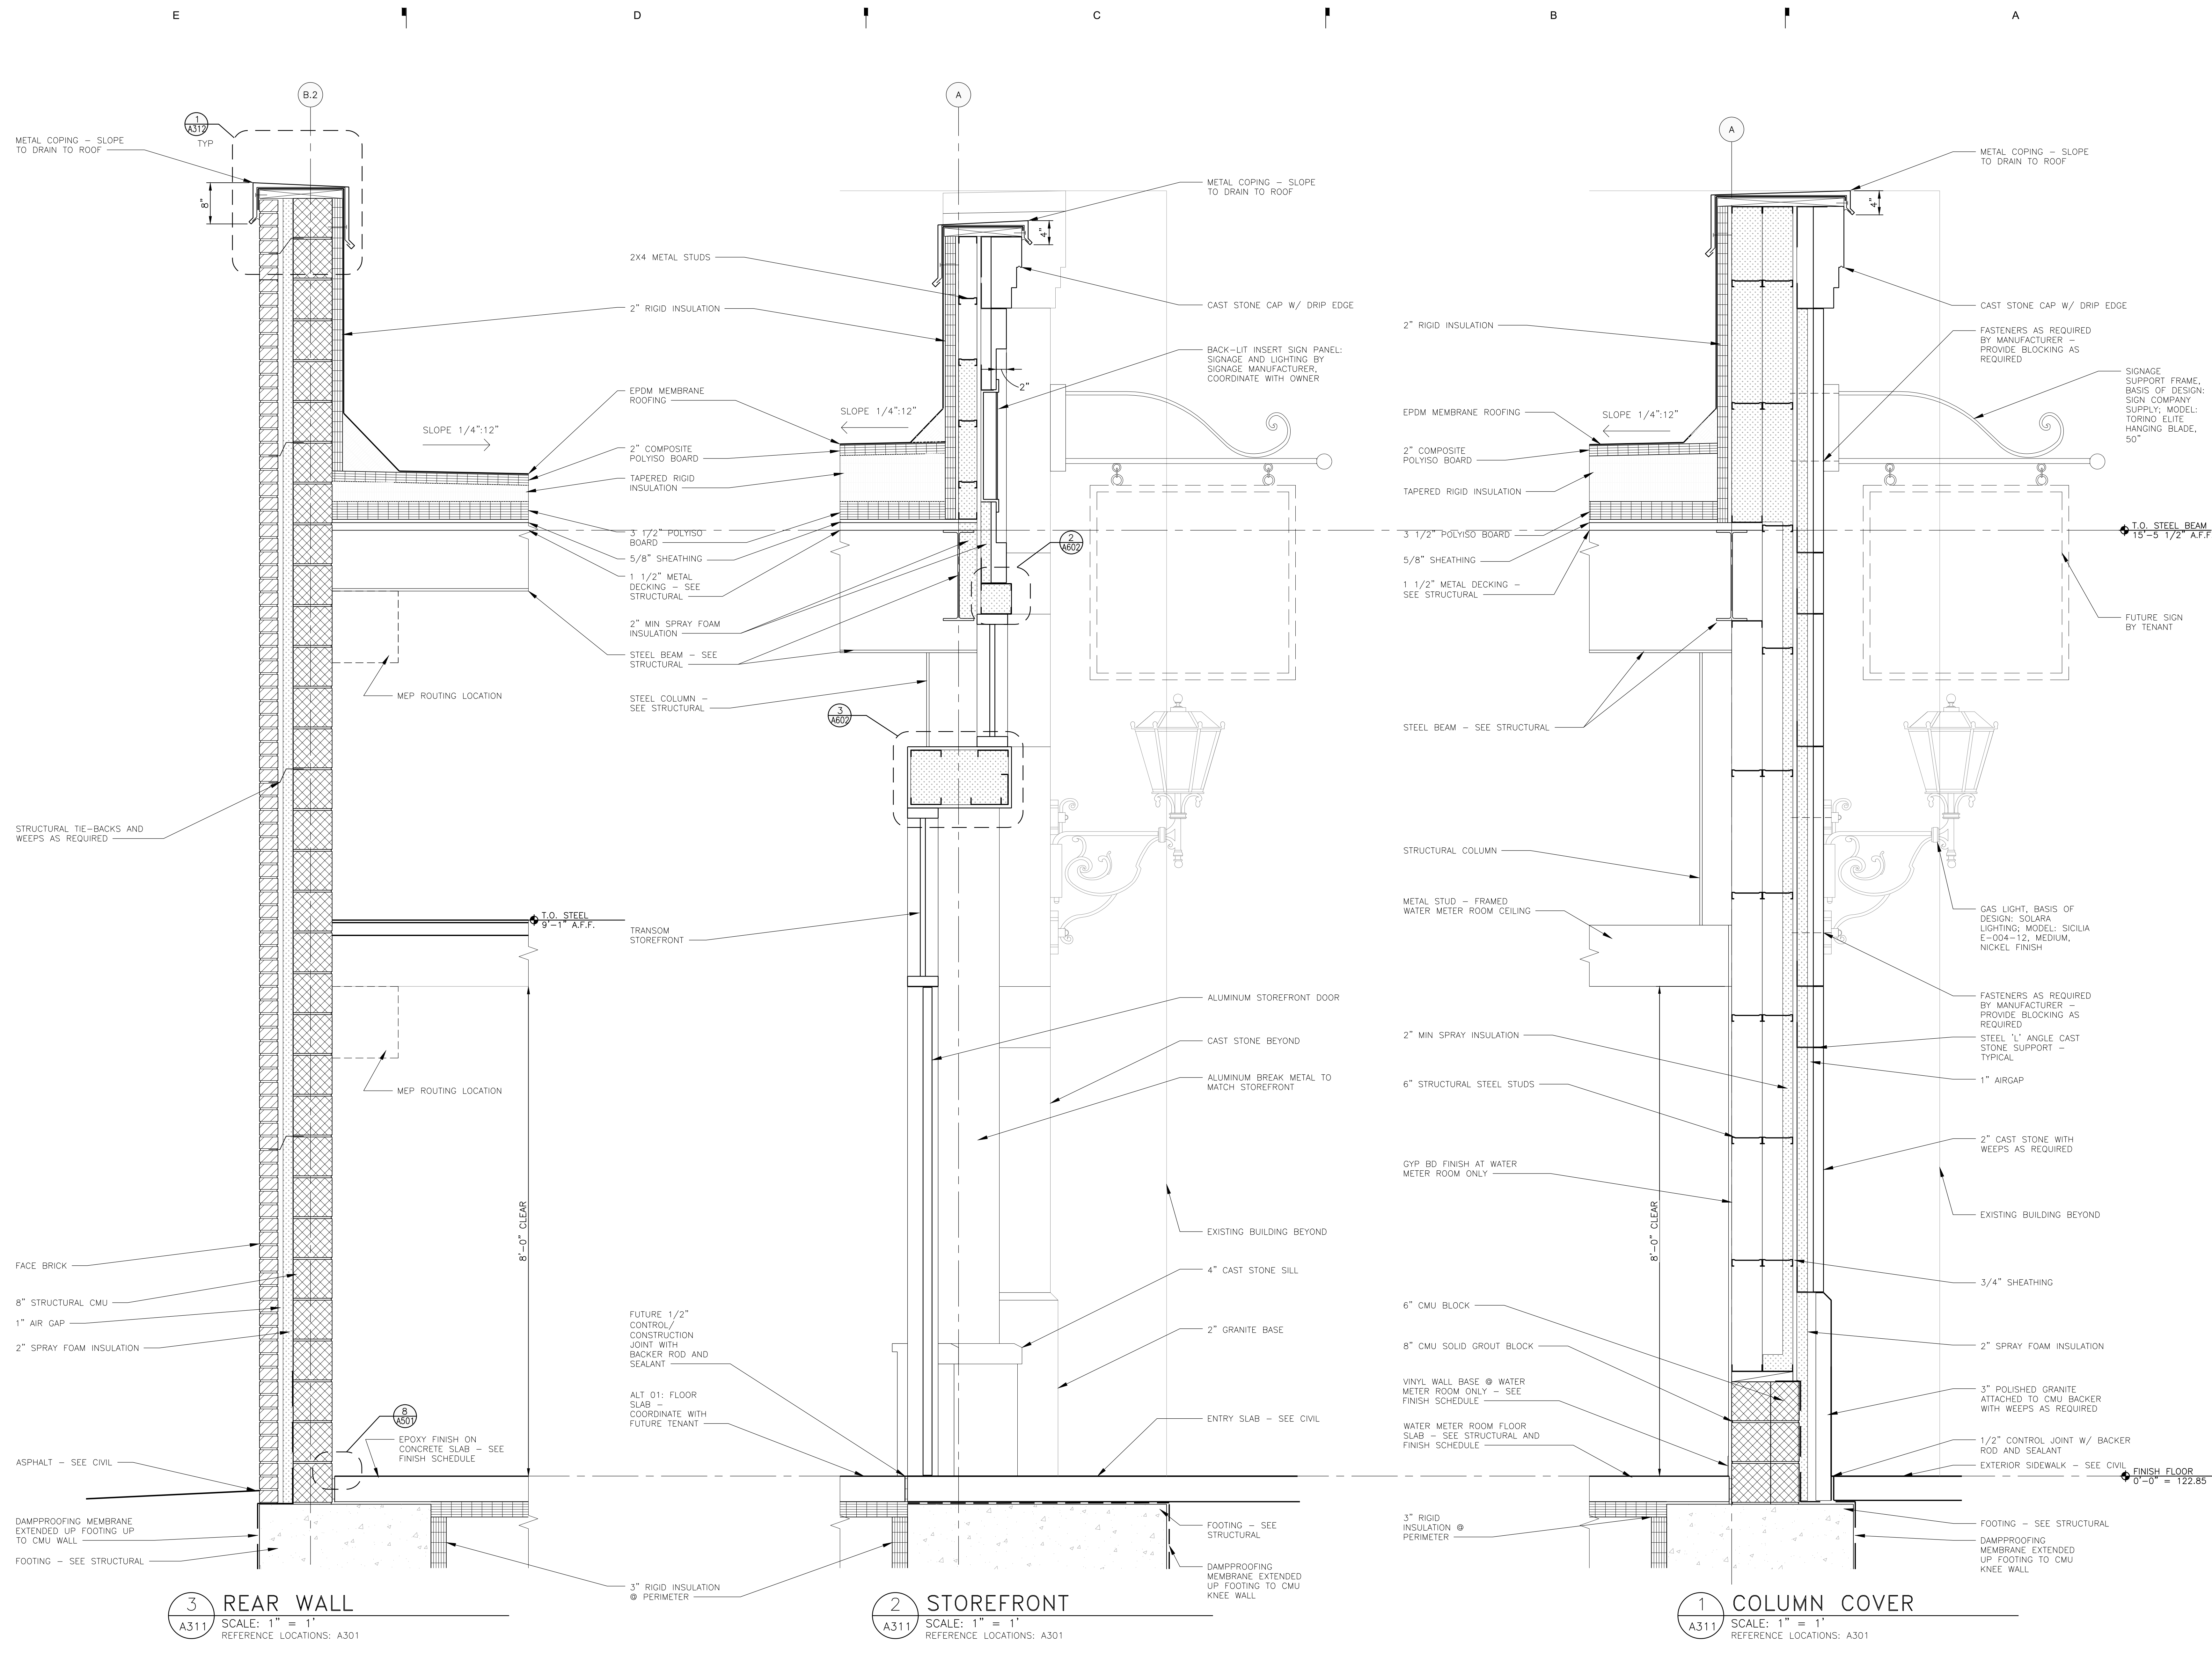 E
D
C
B
A
B.2
1
A312
TYP
METAL COPING – SLOPE
TO DRAIN TO ROOF
8"
SLOPE 1/4":12"
MEP ROUTING LOCATION
STRUCTURAL TIE–BACKS AND
WEEPS AS REQUIRED
T.O. STEEL
9'–1" A.F.F.
MEP ROUTING LOCATION
8'–0" CLEAR
FACE BRICK
8" STRUCTURAL CMU
1" AIR GAP
2" SPRAY FOAM INSULATION
8
A501
EPOXY FINISH ON
CONCRETE SLAB – SEE
FINISH SCHEDULE
ASPHALT – SEE CIVIL
DAMPPROOFING MEMBRANE
EXTENDED UP FOOTING UP
TO CMU WALL
FOOTING – SEE STRUCTURAL
3
A311
REAR WALL
SCALE: 1" = 1'
REFERENCE LOCATIONS: A301
A
2X4 METAL STUDS
2" RIGID INSULATION
EPDM MEMBRANE
ROOFING
2" COMPOSITE
POLYISO BOARD
TAPERED RIGID
INSULATION
3 1/2" POLYISO
BOARD
5/8" SHEATHING
1 1/2" METAL
DECKING – SEE
STRUCTURAL
2" MIN SPRAY FOAM
INSULATION
STEEL BEAM – SEE
STRUCTURAL
STEEL COLUMN –
SEE STRUCTURAL
3
A602
TRANSOM
STOREFRONT
FUTURE 1/2"
CONTROL/
CONSTRUCTION
JOINT WITH
BACKER ROD AND
SEALANT
ALT 01: FLOOR
SLAB –
COORDINATE WITH
FUTURE TENANT
3" RIGID INSULATION
@ PERIMETER
SLOPE 1/4":12"
4"
2"
2
A602
METAL COPING – SLOPE
TO DRAIN TO ROOF
CAST STONE CAP W/ DRIP EDGE
BACK–LIT INSERT SIGN PANEL:
SIGNAGE AND LIGHTING BY
SIGNAGE MANUFACTURER,
COORDINATE WITH OWNER
ALUMINUM STOREFRONT DOOR
CAST STONE BEYOND
ALUMINUM BREAK METAL TO
MATCH STOREFRONT
EXISTING BUILDING BEYOND
4" CAST STONE SILL
2" GRANITE BASE
ENTRY SLAB – SEE CIVIL
FOOTING – SEE
STRUCTURAL
DAMPPROOFING
MEMBRANE EXTENDED
UP FOOTING TO CMU
KNEE WALL
2
A311
STOREFRONT
SCALE: 1" = 1'
REFERENCE LOCATIONS: A301
A
2" RIGID INSULATION
EPDM MEMBRANE ROOFING
SLOPE 1/4":12"
2" COMPOSITE
POLYISO BOARD
TAPERED RIGID INSULATION
3 1/2" POLYISO BOARD
5/8" SHEATHING
1 1/2" METAL DECKING –
SEE STRUCTURAL
STEEL BEAM – SEE STRUCTURAL
STRUCTURAL COLUMN
METAL STUD – FRAMED
WATER METER ROOM CEILING
2" MIN SPRAY INSULATION
6" STRUCTURAL STEEL STUDS
GYP BD FINISH AT WATER
METER ROOM ONLY
8'–0" CLEAR
6" CMU BLOCK
8" CMU SOLID GROUT BLOCK
VINYL WALL BASE @ WATER
METER ROOM ONLY – SEE
FINISH SCHEDULE
WATER METER ROOM FLOOR
SLAB – SEE STRUCTURAL AND
FINISH SCHEDULE
3" RIGID
INSULATION @
PERIMETER
METAL COPING – SLOPE
TO DRAIN TO ROOF
4"
CAST STONE CAP W/ DRIP EDGE
FASTENERS AS REQUIRED
BY MANUFACTURER –
PROVIDE BLOCKING AS
REQUIRED
SIGNAGE
SUPPORT FRAME,
BASIS OF DESIGN:
SIGN COMPANY
SUPPLY; MODEL:
TORINO ELITE
HANGING BLADE,
50"
T.O. STEEL BEAM
15'–5 1/2" A.F.F
FUTURE SIGN
BY TENANT
GAS LIGHT, BASIS OF
DESIGN: SOLARA
LIGHTING; MODEL: SICILIA
E–004–12, MEDIUM,
NICKEL FINISH
FASTENERS AS REQUIRED
BY MANUFACTURER –
PROVIDE BLOCKING AS
REQUIRED
STEEL 'L' ANGLE CAST
STONE SUPPORT –
TYPICAL
1" AIRGAP
2" CAST STONE WITH
WEEPS AS REQUIRED
EXISTING BUILDING BEYOND
3/4" SHEATHING
2" SPRAY FOAM INSULATION
3" POLISHED GRANITE
ATTACHED TO CMU BACKER
WITH WEEPS AS REQUIRED
1/2" CONTROL JOINT W/ BACKER
ROD AND SEALANT
EXTERIOR SIDEWALK – SEE CIVIL
FINISH FLOOR
0'–0" = 122.85
FOOTING – SEE STRUCTURAL
DAMPPROOFING
MEMBRANE EXTENDED
UP FOOTING TO CMU
KNEE WALL
1
A311
COLUMN COVER
SCALE: 1" = 1'
REFERENCE LOCATIONS: A301